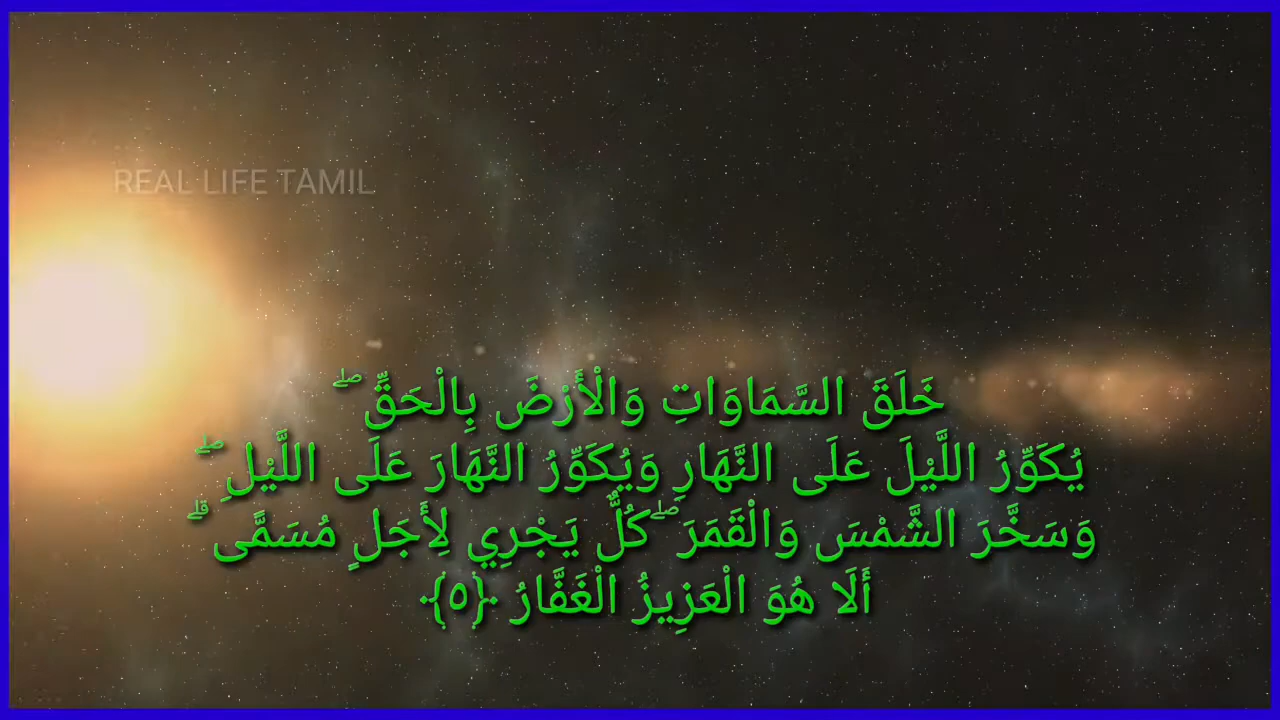 REAL LIFE TAMIL
خَلَقَ السَّمَاوَاتِ وَالْأَرْضَ بِالْحَقِّ ۖ
يُكَوِّرُ اللَّيْلَ عَلَى النَّهَارِ وَيُكَوِّرُ النَّهَارَ عَلَى اللَّيْلِ ۖ
وَسَخَّرَ الشَّمْسَ وَالْقَمَرَ ۖ كُلٌّ يَجْرِي لِأَجَلٍ مُسَمًّى ۗ
أَلَا هُوَ الْعَزِيزُ الْغَفَّارُ ﴿٥﴾